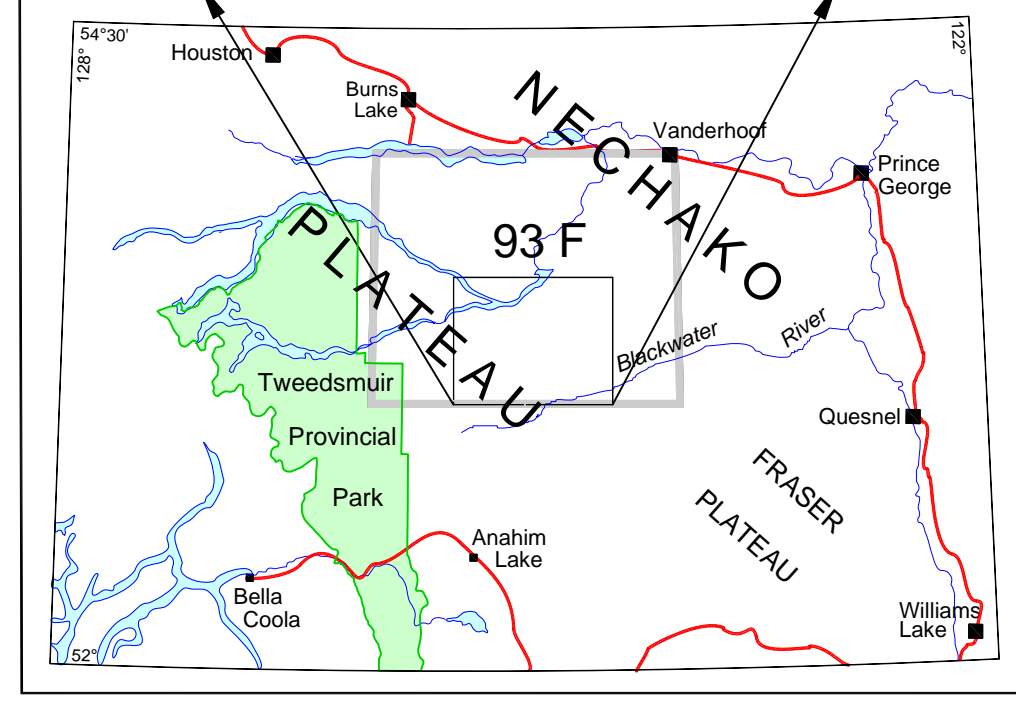 54°30'
128°
122°
Houston
Burns
Lake
NECHAKO
Vanderhoof
Prince
George
PLATEAU
93 F
Blackwater
River
Tweedsmuir
Provincial
Park
Quesnel
FRASER
PLATEAU
Anahim
Lake
Bella
Coola
Williams
Lake
52°